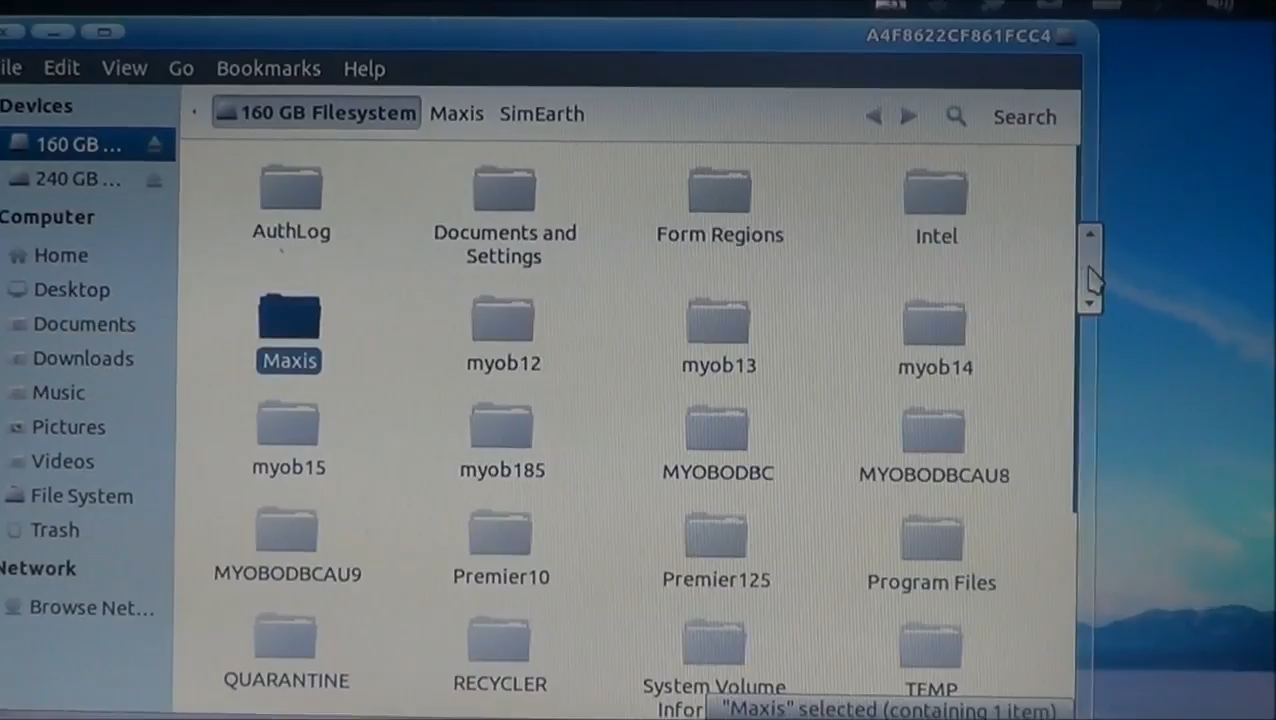 A4F8622CF861FCC4
ile Edit View Go Bookmarks Help
Devices
160 GB ...
240 GB ...
Computer
Home
Desktop
Documents
Downloads
Music
Pictures
Videos
File System
Trash
Network
Browse Net...
160 GB Filesystem Maxis SimEarth Search
AuthLog
Documents and
Settings
Form Regions
Intel
Maxis
myob12
myob13
myob14
myob15
myob185
MYOBODBC
MYOBODBCAU8
MYOBODBCAU9
Premier10
Premier125
Program Files
QUARANTINE
RECYCLER
System Volume
Infor
TEMP
"Maxis" selected (containing 1 item)